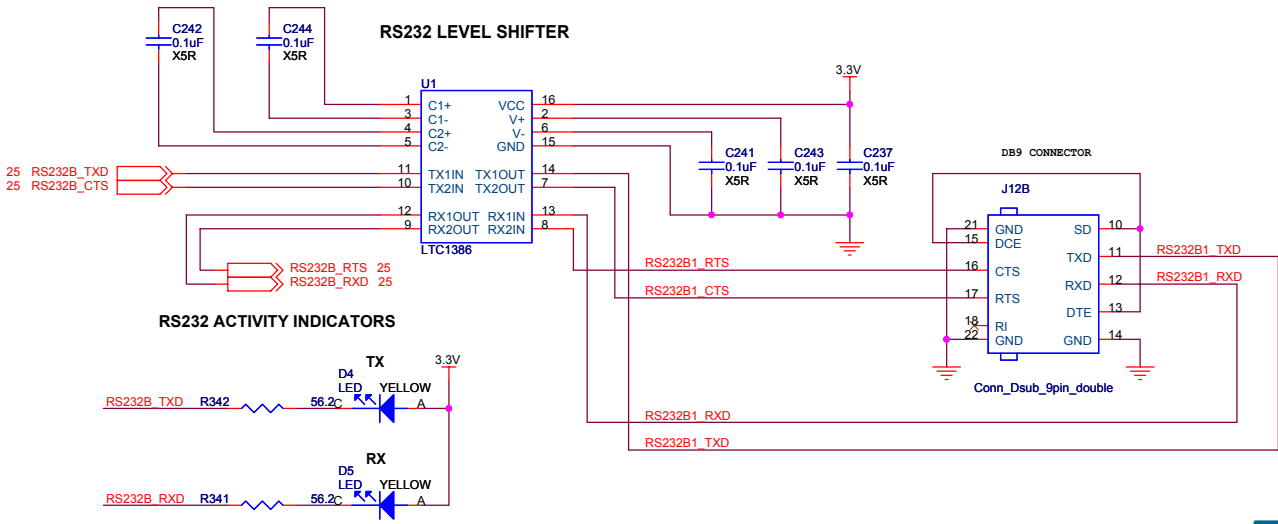 RS232 LEVEL SHIFTER
C242
0.1uF
X5R
C244
0.1uF
X5R
U1
LTC1386
1 C1+
3 C1-
4 C2+
5 C2-
11 TX1IN
10 TX2IN
12 RX1OUT
9 RX2OUT
VCC 16
V+ 2
V- 6
GND 15
TX1OUT 14
TX2OUT 7
RX1IN 13
RX2IN 8
25 RS232B_TXD
25 RS232B_CTS
RS232B_RTS 25
RS232B_RXD 25
3.3V
C241
0.1uF
X5R
C243
0.1uF
X5R
C237
0.1uF
X5R
DB9 CONNECTOR
J12B
21 GND
15 DCE
16 CTS
17 RTS
18 RI
22 GND
SD 10
TXD 11
RXD 12
DTE 13
GND 14
Conn_Dsub_9pin_double
RS232B1_TXD
RS232B1_RXD
RS232B1_RTS
RS232B1_CTS
RS232B1_RXD
RS232B1_TXD
RS232 ACTIVITY INDICATORS
TX
3.3V
D4
LED YELLOW
RS232B_TXD R342 56.2 C A
RX
D5
LED YELLOW
RS232B_RXD R341 56.2 C A